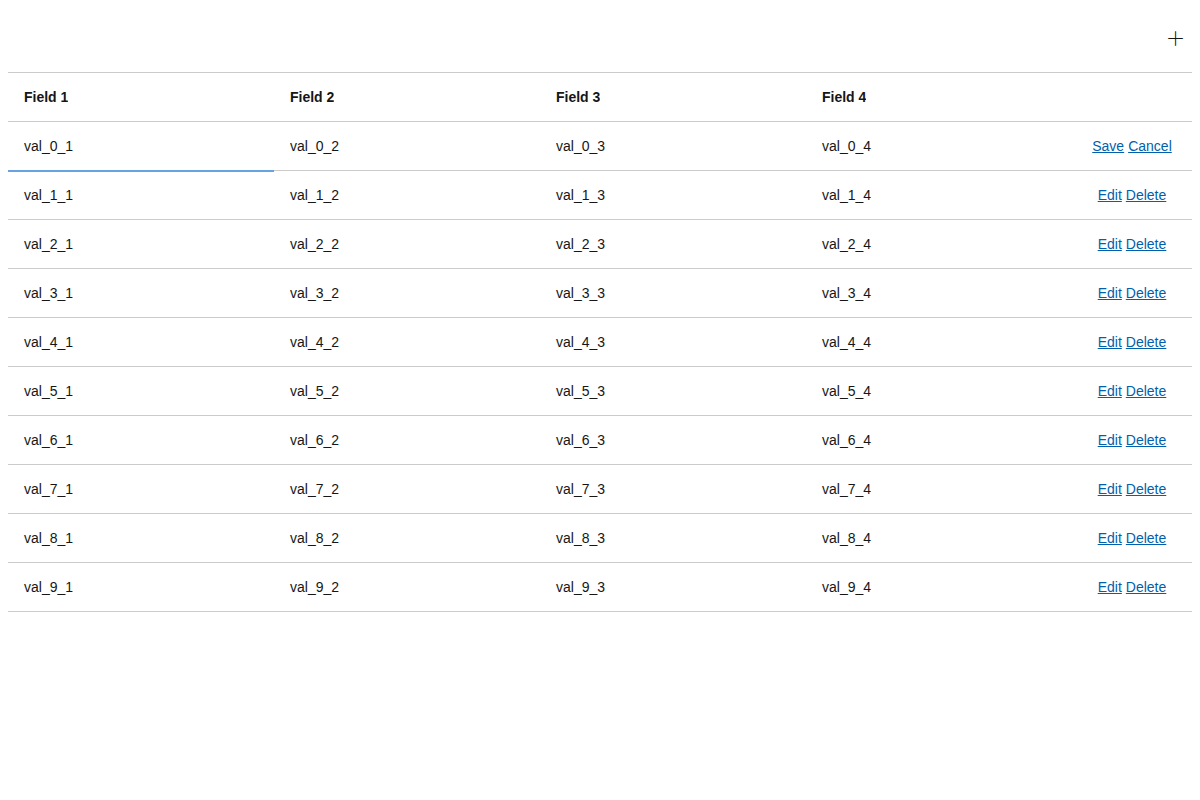 Field 1 Field 2 Field 3 Field 4
val_0_1 val_0_2 val_0_3 val_0_4 Save Cancel
val_1_1 val_1_2 val_1_3 val_1_4 Edit Delete
val_2_1 val_2_2 val_2_3 val_2_4 Edit Delete
val_3_1 val_3_2 val_3_3 val_3_4 Edit Delete
val_4_1 val_4_2 val_4_3 val_4_4 Edit Delete
val_5_1 val_5_2 val_5_3 val_5_4 Edit Delete
val_6_1 val_6_2 val_6_3 val_6_4 Edit Delete
val_7_1 val_7_2 val_7_3 val_7_4 Edit Delete
val_8_1 val_8_2 val_8_3 val_8_4 Edit Delete
val_9_1 val_9_2 val_9_3 val_9_4 Edit Delete